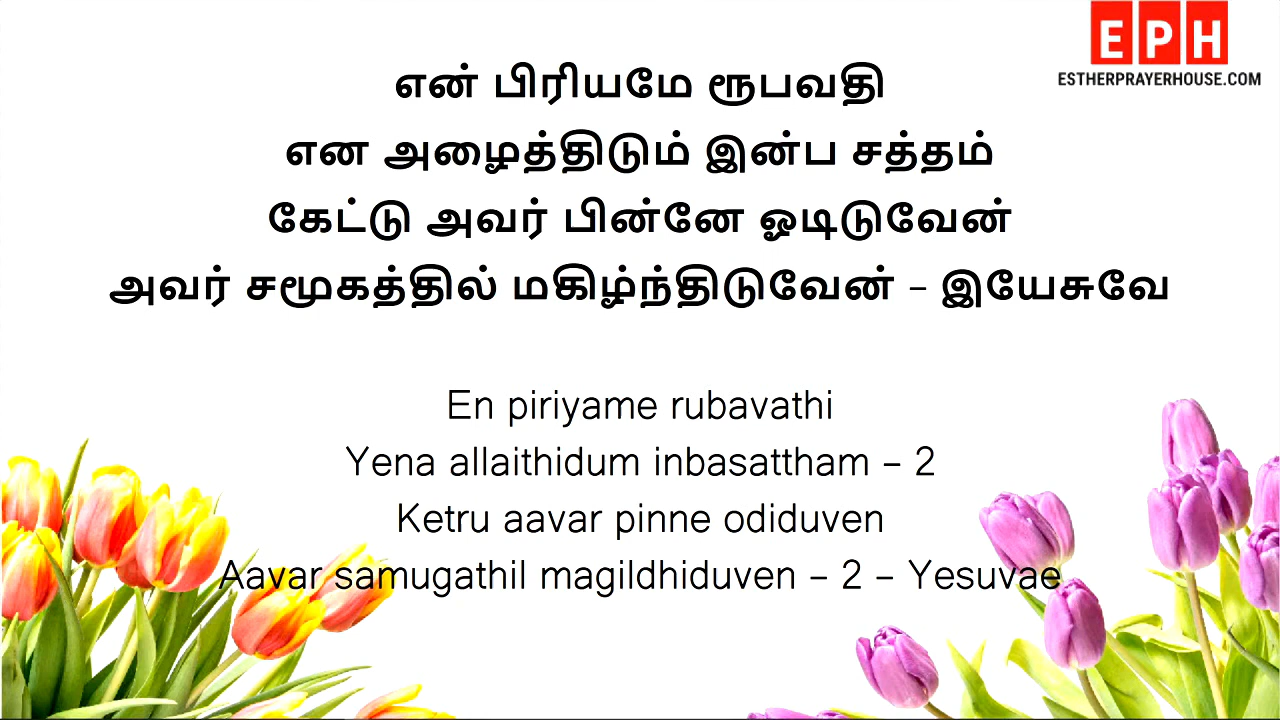 EPH
ESTHERPRAYERHOUSE.COM
என் பிரியமே ரூபவதி
என அழைத்திடும் இன்ப சத்தம்
கேட்டு அவர் பின்னே ஓடிடுவேன்
அவர் சமூகத்தில் மகிழ்ந்திடுவேன் – இயேசுவே
En piriyame rubavathi
Yena allaithidum inbasattham – 2
Ketru aavar pinne odiduven
Aavar samugathil magildhiduven – 2 – Yesuvae